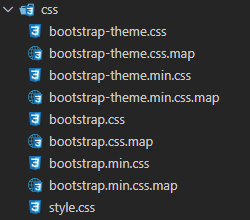 css
bootstrap-theme.css
bootstrap-theme.css.map
bootstrap-theme.min.css
bootstrap-theme.min.css.map
bootstrap.css
bootstrap.css.map
bootstrap.min.css
bootstrap.min.css.map
style.css